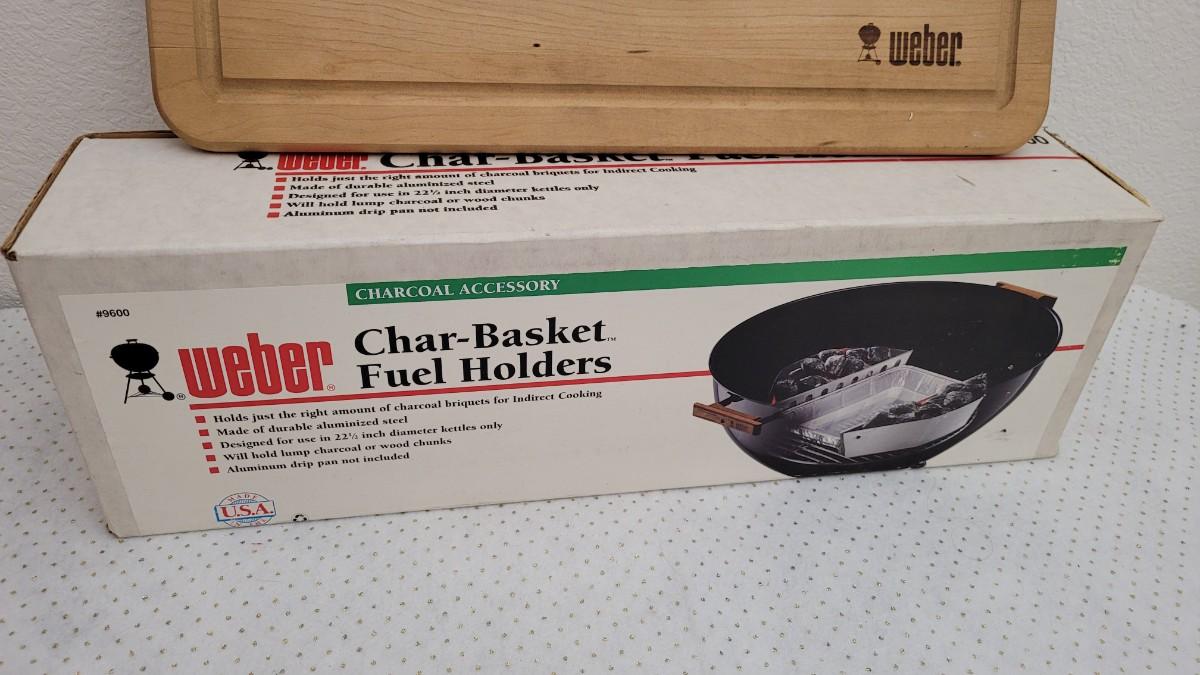 weber.
weber. Char-Basket™ Fuel
Holds just the right amount of charcoal briquets for Indirect Cooking
Made of durable aluminized steel
Designed for use in 22½ inch diameter kettles only
Will hold lump charcoal or wood chunks
Aluminum drip pan not included
CHARCOAL ACCESSORY
#9600
weber® Char-Basket™
Fuel Holders
Holds just the right amount of charcoal briquets for Indirect Cooking
Made of durable aluminized steel
Designed for use in 22½ inch diameter kettles only
Will hold lump charcoal or wood chunks
Aluminum drip pan not included
MADE
U.S.A.